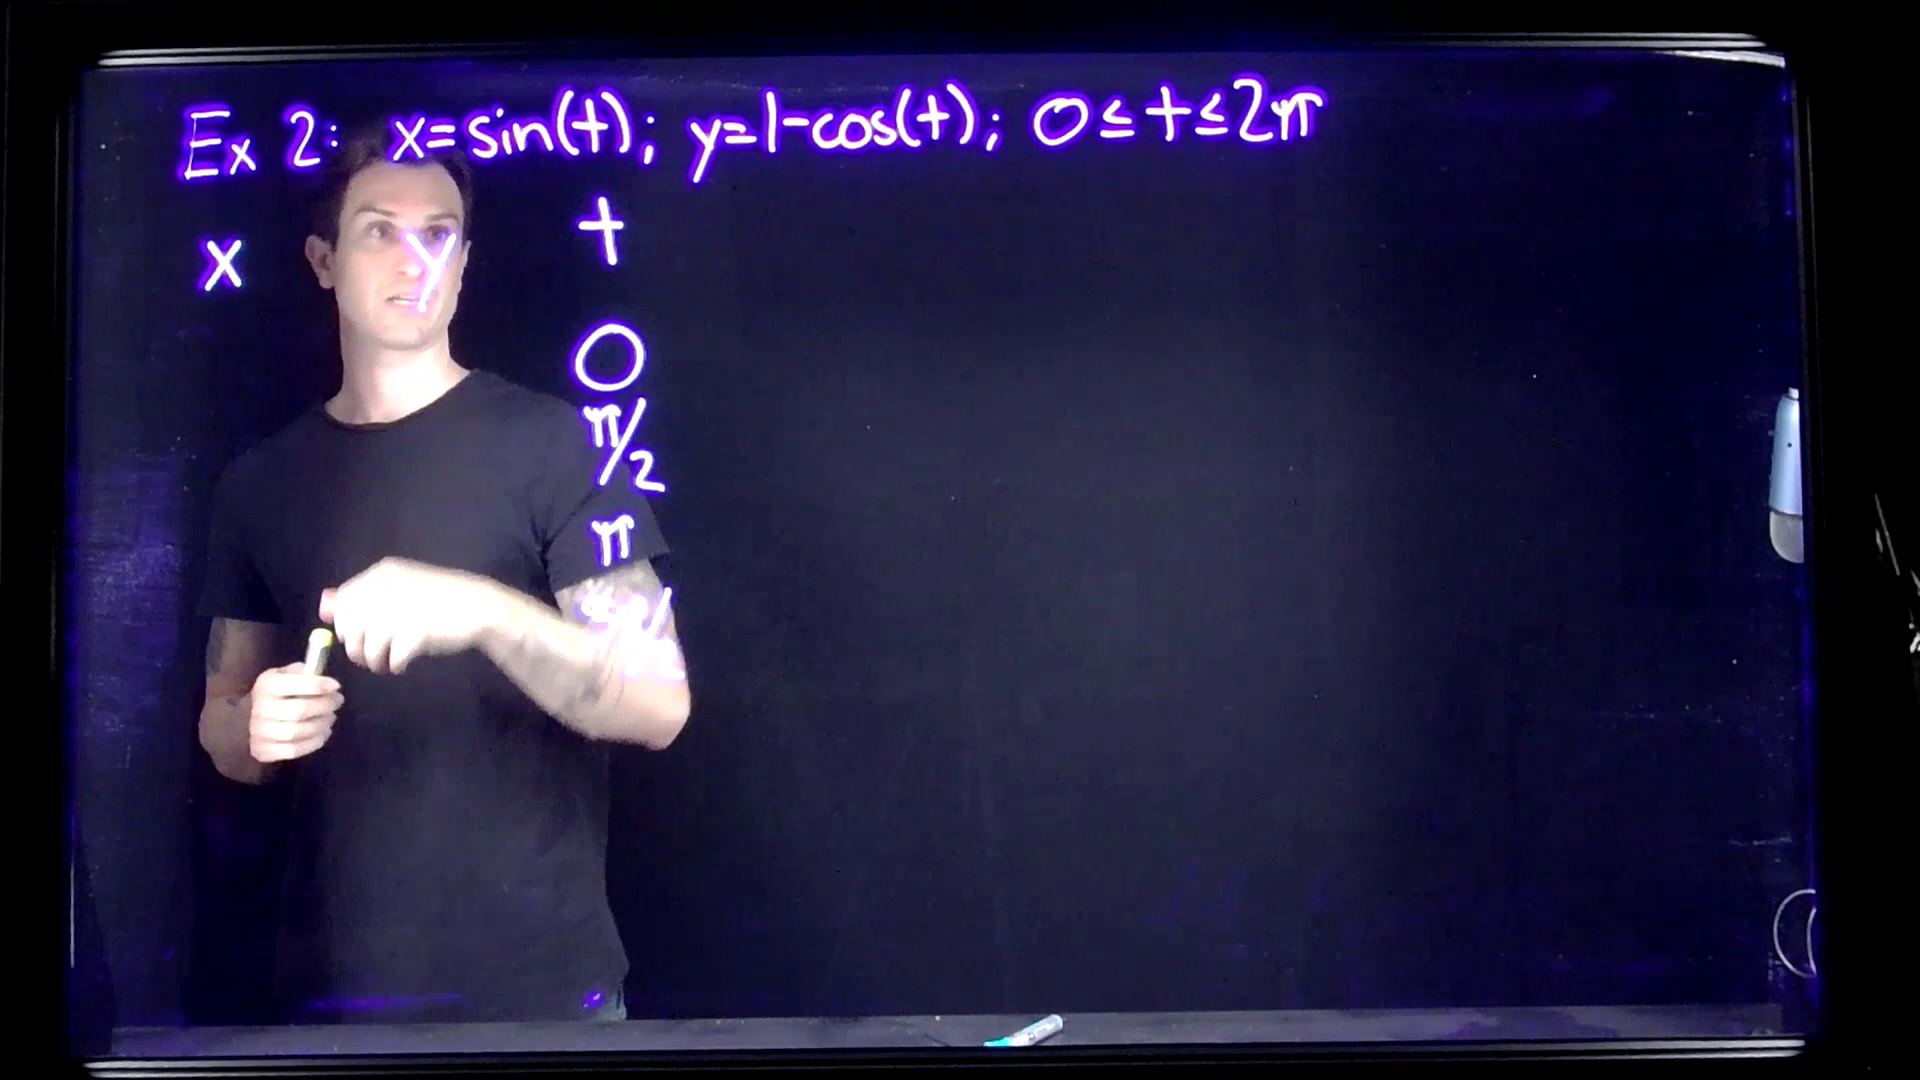 Ex 2: x=sin(t); y=1-cos(t); 0≤t≤2π
x y t
0
π/2
π